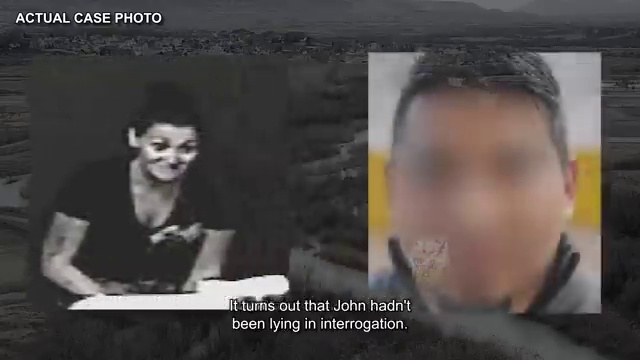 ACTUAL CASE PHOTO
It turns out that John hadn't
been lying in interrogation.